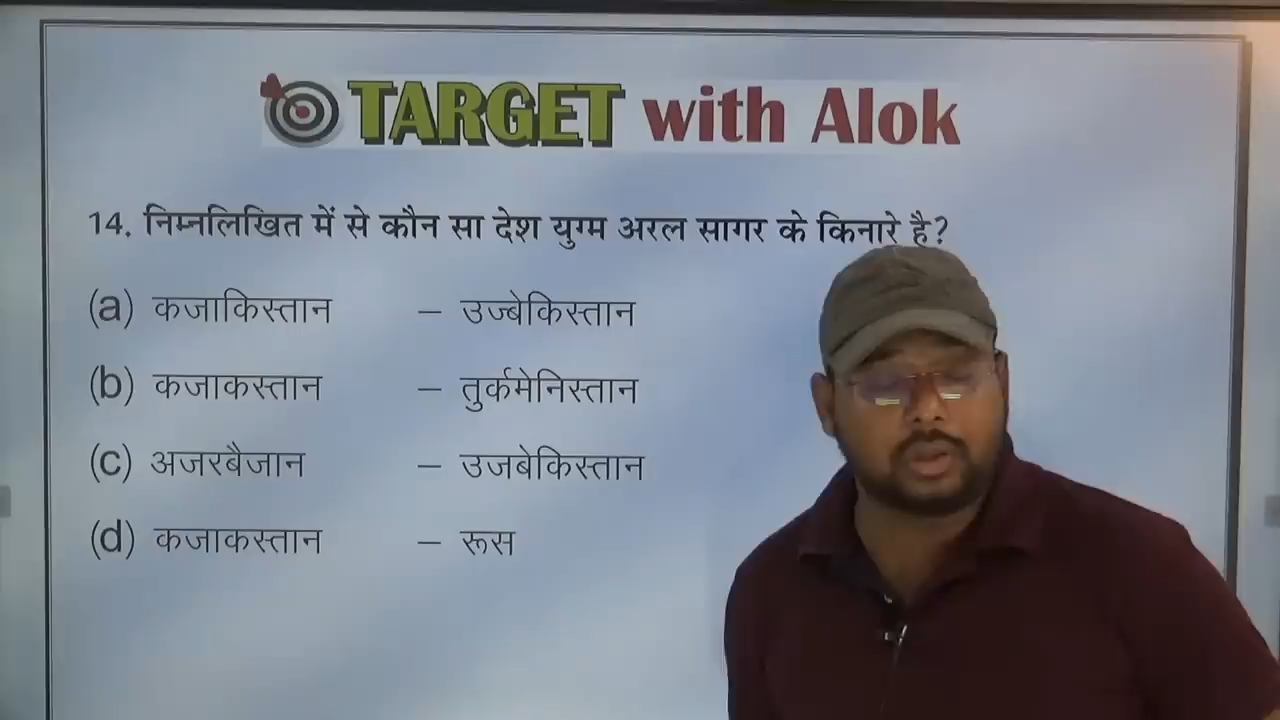 TARGET with Alok
14. निम्नलिखित में से कौन सा देश युग्म अरल सागर के किनारे है?
(a) कजाकिस्तान – उज्बेकिस्तान
(b) कजाकस्तान – तुर्कमेनिस्तान
(c) अजरबैजान – उजबेकिस्तान
(d) कजाकस्तान – रूस